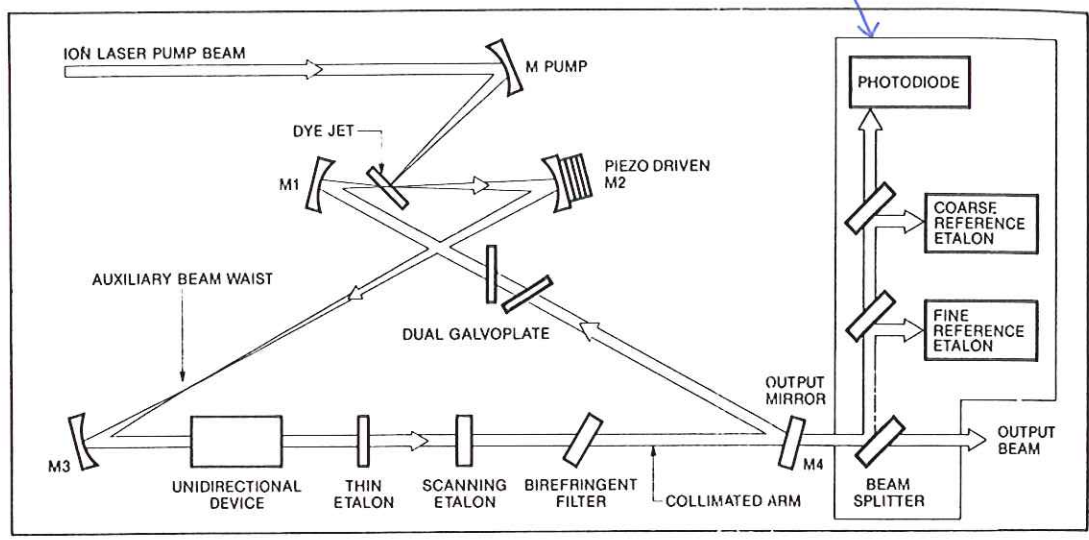 ION LASER PUMP BEAM
M PUMP
DYE JET
M1
PIEZO DRIVEN
M2
PHOTODIODE
COARSE
REFERENCE
ETALON
AUXILIARY BEAM WAIST
DUAL GALVOPLATE
FINE
REFERENCE
ETALON
OUTPUT
MIRROR
M3
M4
OUTPUT
BEAM
UNIDIRECTIONAL
DEVICE
THIN
ETALON
SCANNING
ETALON
BIREFRINGENT
FILTER
COLLIMATED ARM
BEAM
SPLITTER